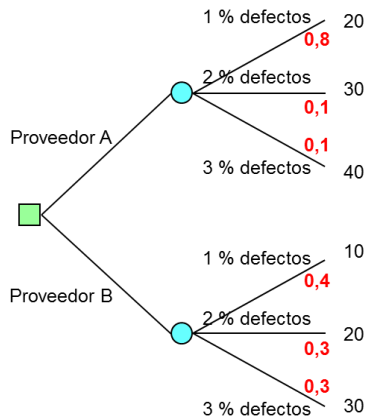 1 % defectos 20
0,8
2 % defectos 30
0,1
Proveedor A
0,1
3 % defectos 40
1 % defectos 10
0,4
Proveedor B
2 % defectos 20
0,3
0,3
3 % defectos 30